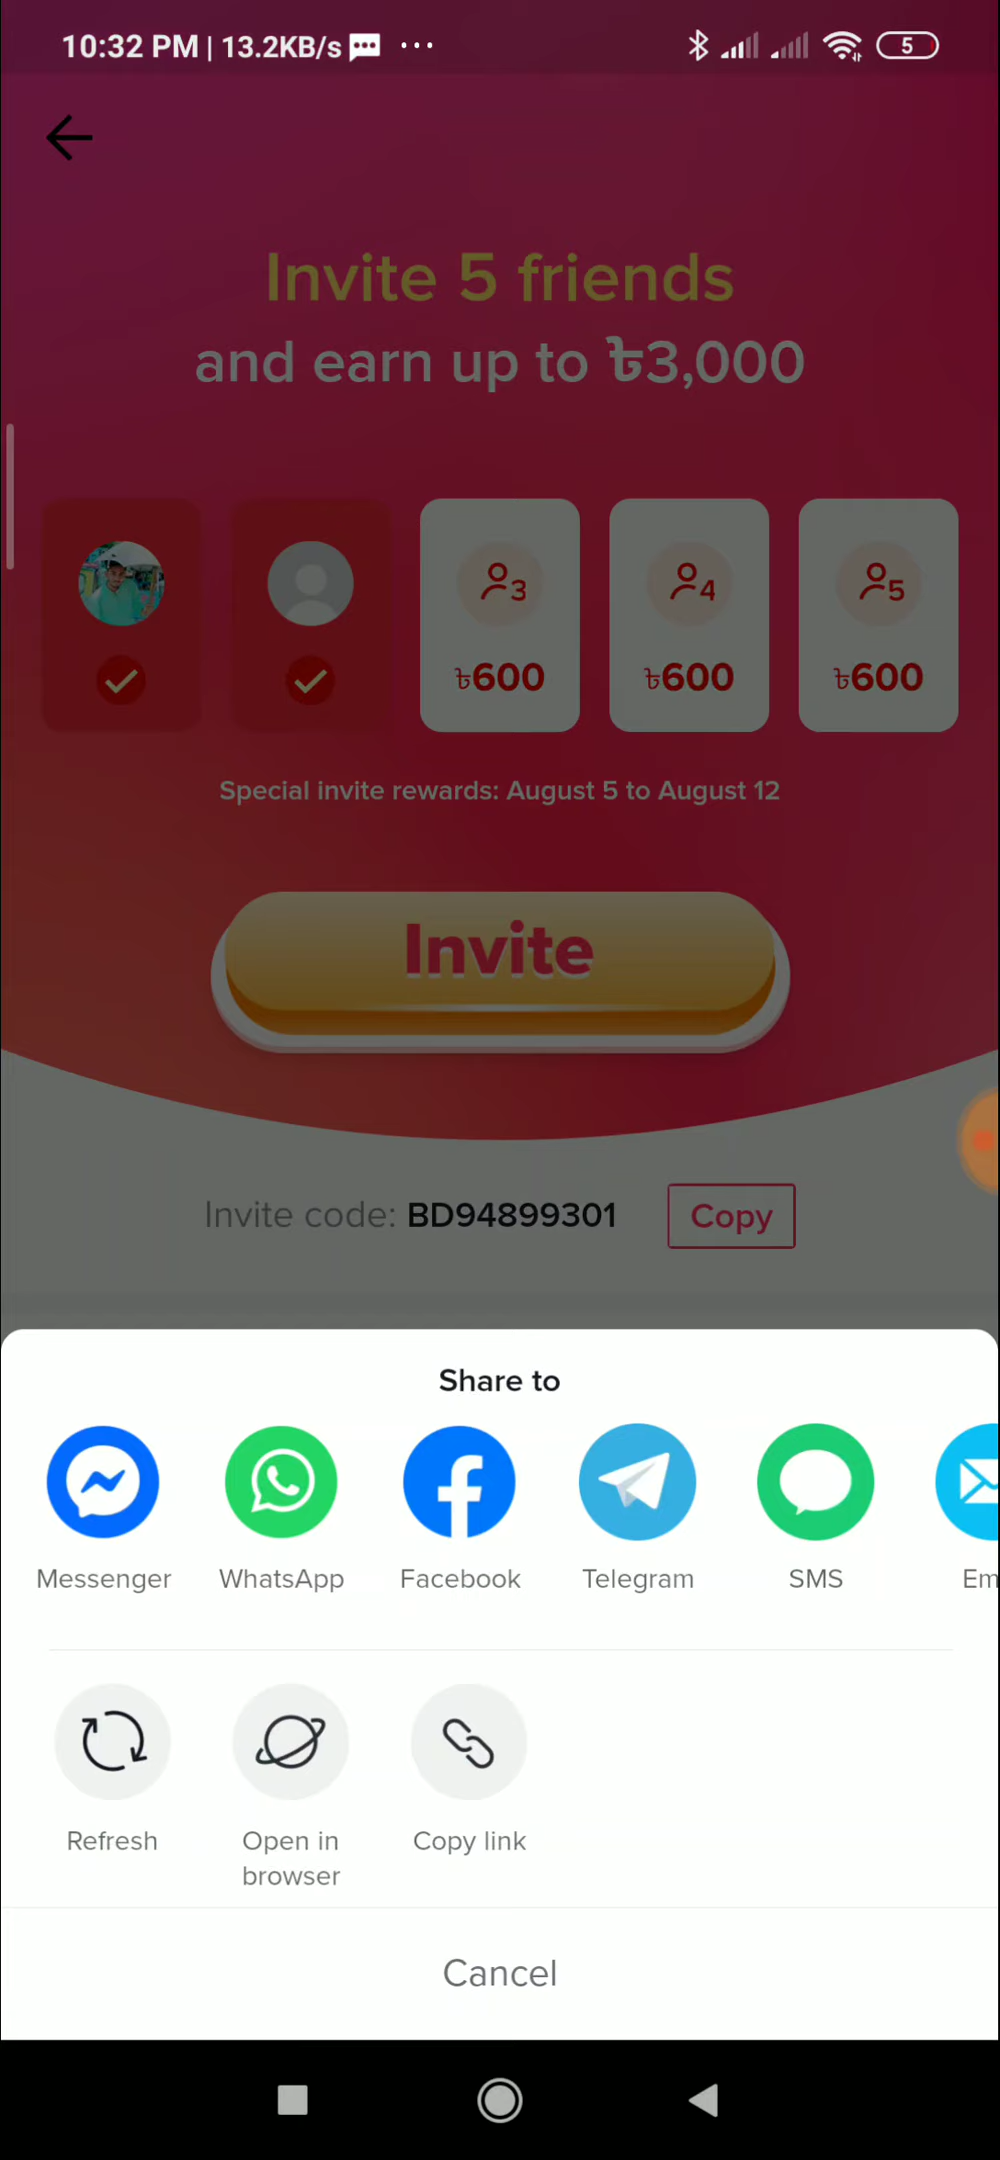 10:32 PM | 13.2KB/s ...
5
Invite 5 friends
and earn up to ৳3,000
3 4 5
৳600 ৳600 ৳600
Special invite rewards: August 5 to August 12
Invite
Invite code: BD94899301 Copy
Share to
Messenger WhatsApp Facebook Telegram SMS Em
Refresh Open in browser Copy link
Cancel